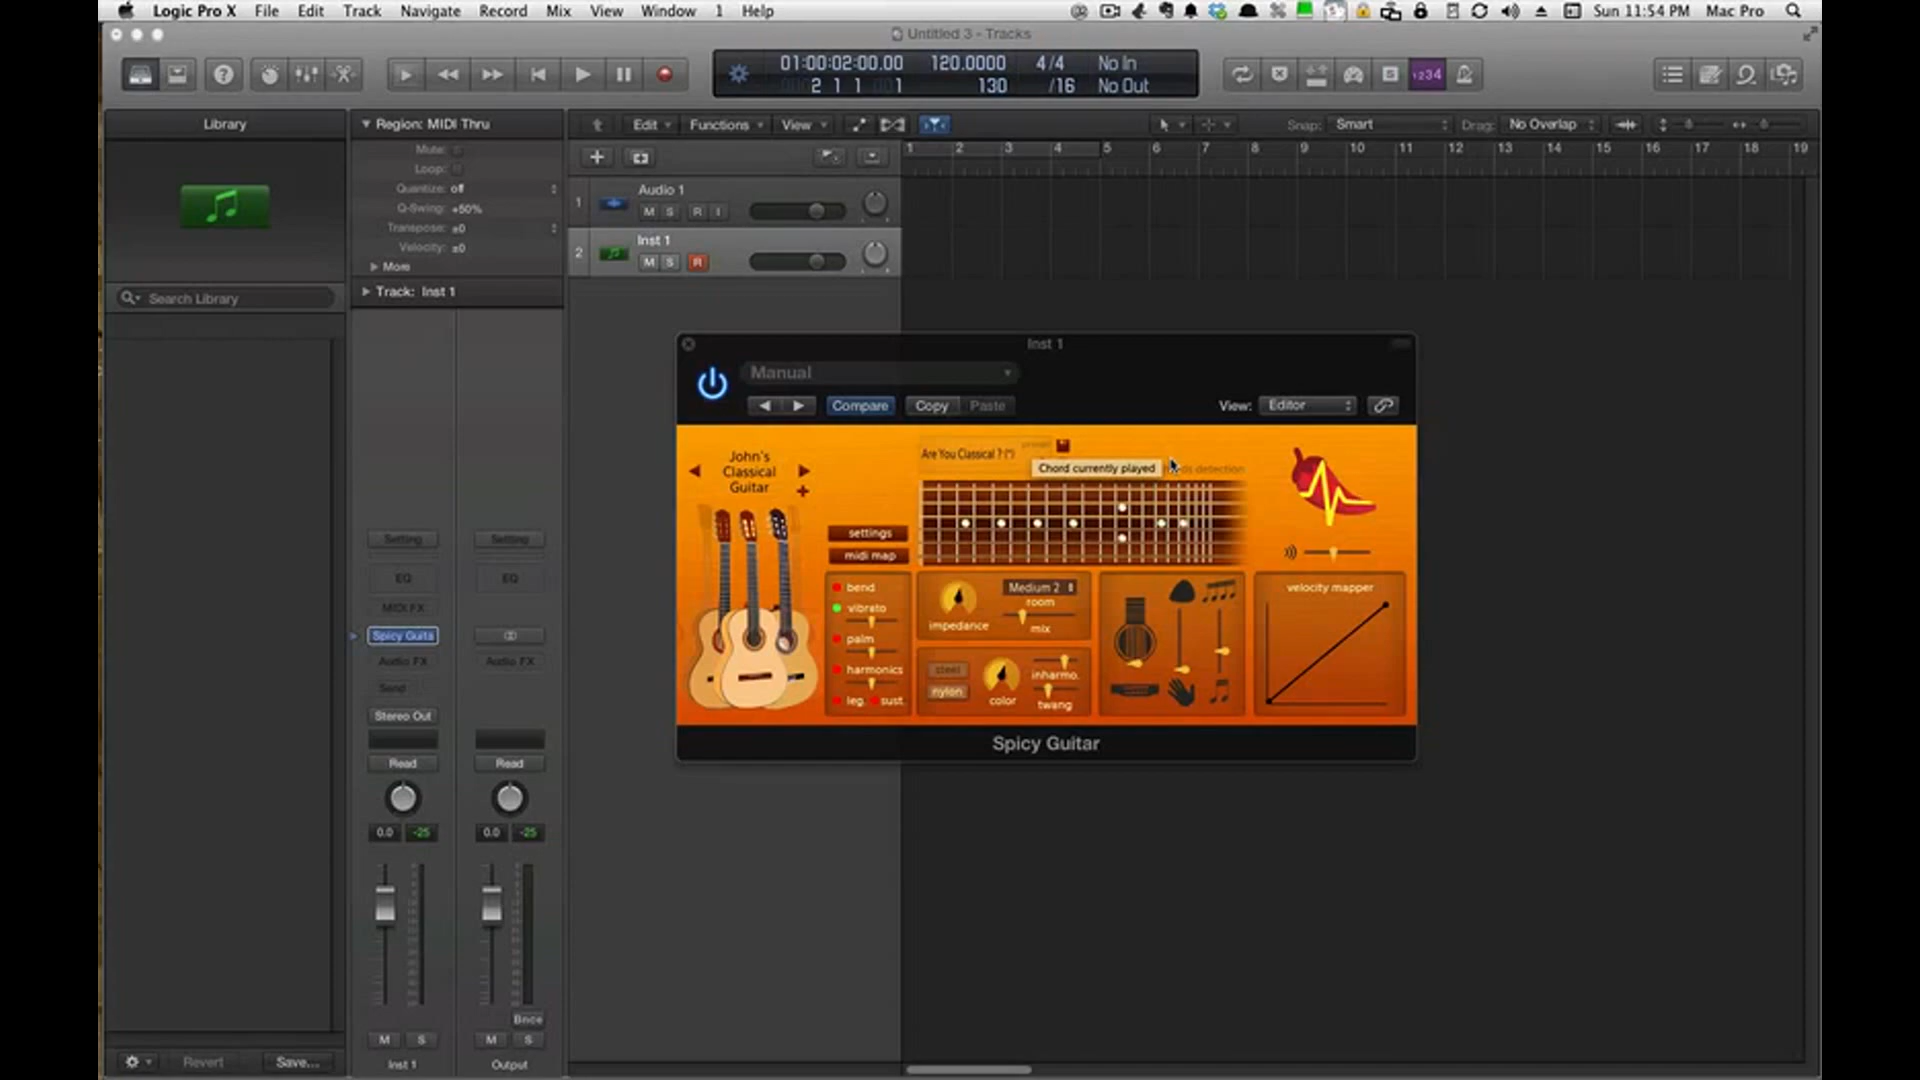 Logic Pro X File Edit Track Navigate Record Mix View Window 1 Help
Sun 11:54 PM Mac Pro
Untitled 3 - Tracks
01:00:02:00.00 120.0000 4/4 No In
2 1 1 1 130 /16 No Out
1234
Library
Region: MIDI Thru
Edit Functions View
Snap: Smart
Drag: No Overlap
1 2 3 4 5 6 7 8 9 10 11 12 13 14 15 16 17 18 19
Mute:
Loop:
Quantize: off
Q-Swing: +50%
Transpose: ±0
Velocity: ±0
More
Track: Inst 1
Search Library
1 Audio 1
M S R I
2 Inst 1
M S R
Inst 1
Manual
Compare Copy Paste
View: Editor
John's
Classical
Guitar
Are You Classical ? (*)
preset
Chord currently played
detection
settings
midi map
bend
vibrato
palm
harmonics
leg. sust.
impedance
Medium 2
room
mix
steel
nylon
color
inharmo.
twang
velocity mapper
Spicy Guitar
Setting Setting
EQ EQ
MIDI FX
Spicy Guita
Audio FX Audio FX
Send
Stereo Out
Read Read
0.0 -25 0.0 -25
Bnce
M S M S
Inst 1 Output
Revert Save...